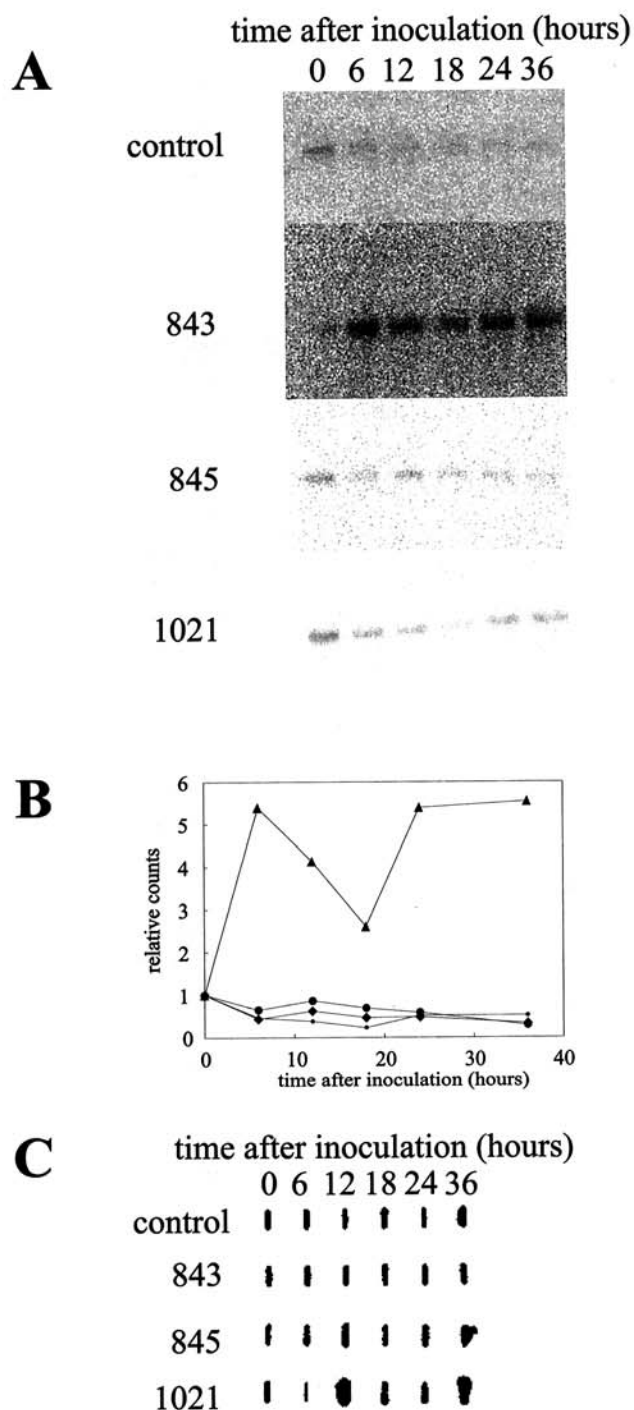 time after inoculation (hours)
A
0 6 12 18 24 36
control
843
845
1021
B
6
5
4
3
2
1
0
relative counts
0 10 20 30 40
time after inoculation (hours)
C
time after inoculation (hours)
0 6 12 18 24 36
control
843
845
1021